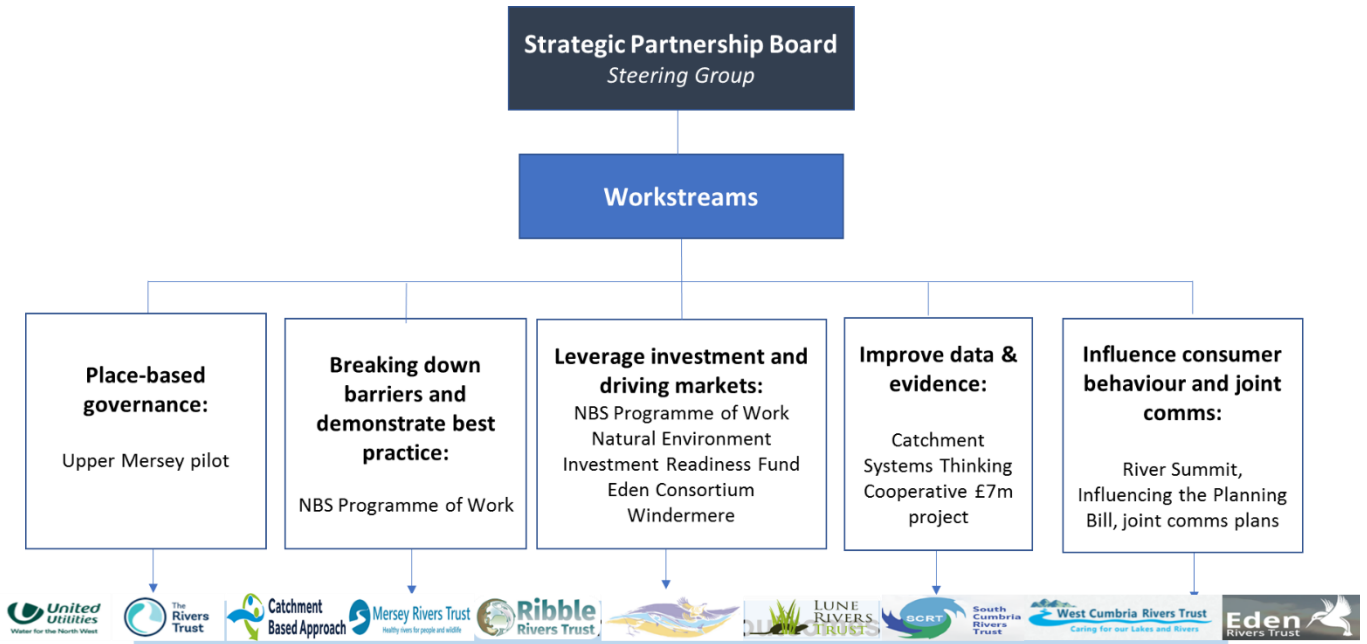 Strategic Partnership Board
Steering Group
Workstreams
Place-based
governance:
Upper Mersey pilot
Breaking down
barriers and
demonstrate best
practice:
NBS Programme of Work
Leverage investment and
driving markets:
NBS Programme of Work
Natural Environment
Investment Readiness Fund
Eden Consortium
Windermere
Improve data &
evidence:
Catchment
Systems Thinking
Cooperative £7m
project
Influence consumer
behaviour and joint
comms:
River Summit,
Influencing the Planning
Bill, joint comms plans
United
Utilities
Water for the North West
The
Rivers
Trust
Catchment
Based Approach
Mersey Rivers Trust
Healthy rivers for people and wildlife
Ribble
Rivers Trust
LUNE
RIVERS
TRUST
SCRT
South
Cumbria
Rivers
Trust
West Cumbria Rivers Trust
Caring for our Lakes and Rivers
Eden
Rivers Trust